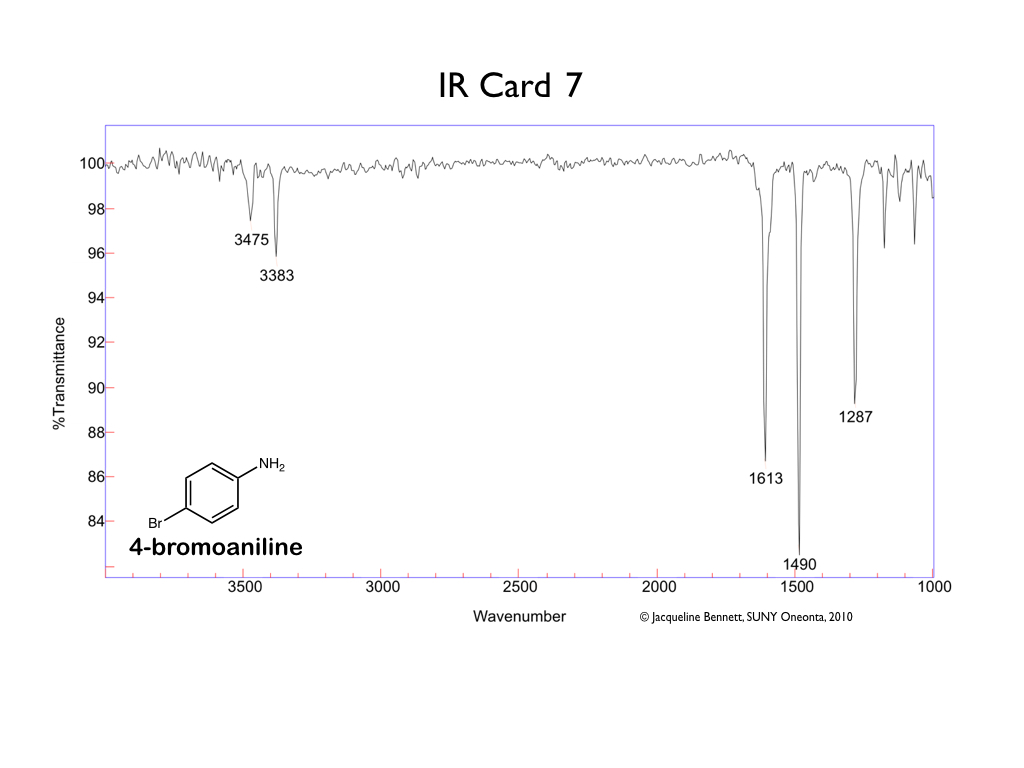 IR Card 7
100
98
96
94
92
90
88
86
84
%Transmittance
3475
3383
1613
1490
1287
NH2
Br
4-bromoaniline
3500 3000 2500 2000 1500 1000
Wavenumber
© Jacqueline Bennett, SUNY Oneonta, 2010